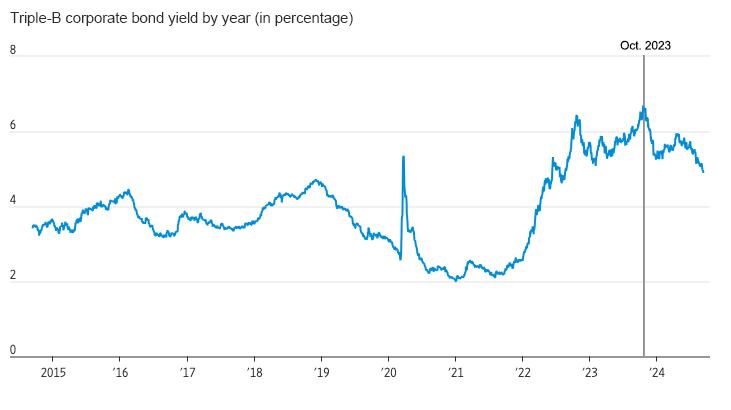 Triple-B corporate bond yield by year (in percentage)
Oct. 2023
8
6
4
2
0
2015 ’16 ’17 ’18 ’19 ’20 ’21 ’22 ’23 ’24